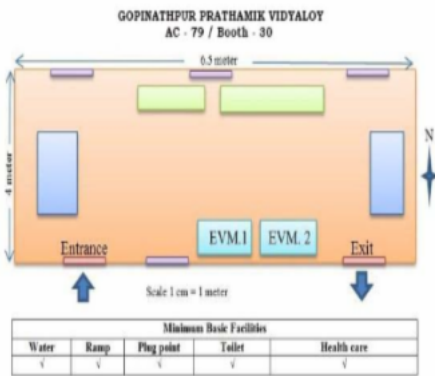 GOPINATHPUR PRATHAMIK VIDYALOY
AC - 79 / Booth - 30
6.5 meter
4 meter
N
EVM.1 EVM. 2
Entrance Exit
Scale 1 cm = 1 meter
Minimum Basic Facilities
Water Ramp Plug point Toilet Health care
√ √ √ √ √